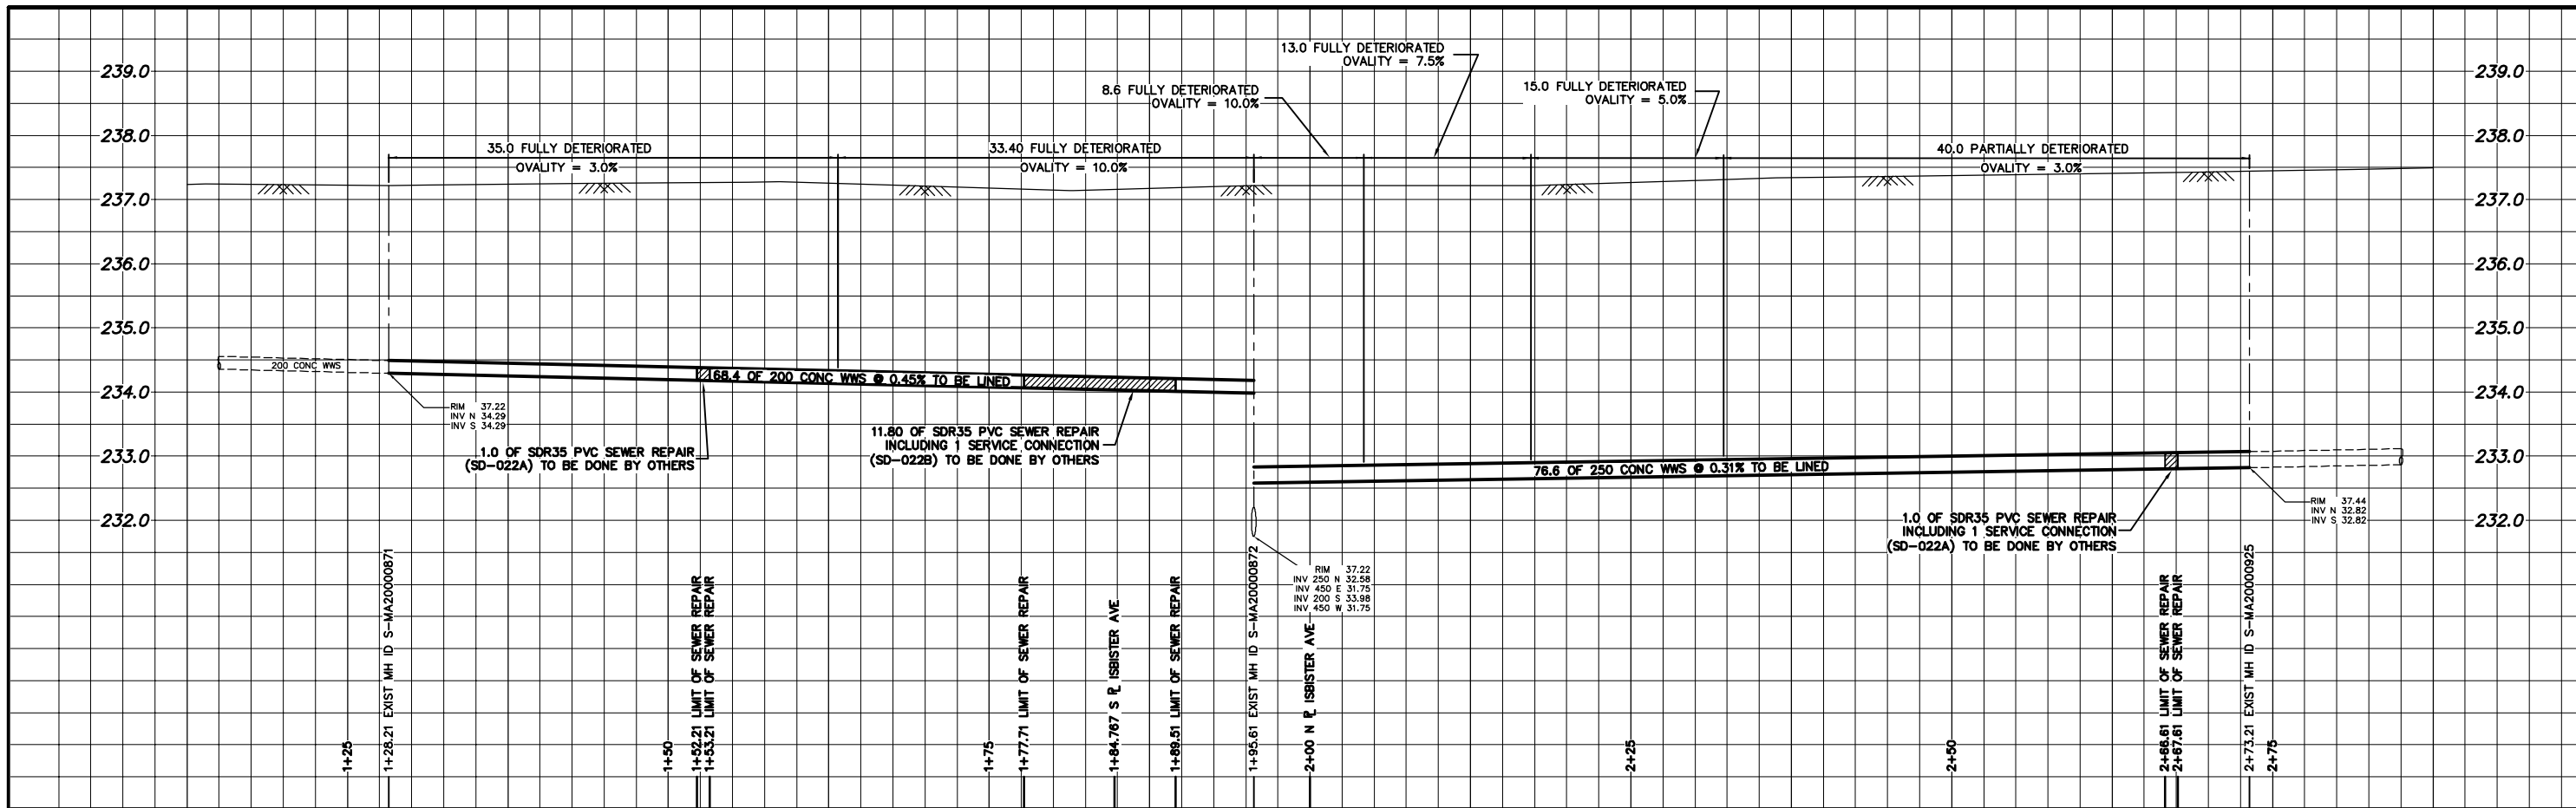 13.0 FULLY DETERIORATED
OVALITY = 7.5%
239.0
239.0
8.6 FULLY DETERIORATED
OVALITY = 10.0%
15.0 FULLY DETERIORATED
OVALITY = 5.0%
238.0
238.0
35.0 FULLY DETERIORATED
OVALITY = 3.0%
33.40 FULLY DETERIORATED
OVALITY = 10.0%
40.0 PARTIALLY DETERIORATED
OVALITY = 3.0%
237.0
237.0
236.0
236.0
235.0
235.0
200 CONC WWS
68.4 OF 200 CONC WWS @ 0.45% TO BE LINED
234.0
234.0
RIM 37.22
INV N 34.29
INV S 34.29
1.0 OF SDR35 PVC SEWER REPAIR
(SD-022A) TO BE DONE BY OTHERS
11.80 OF SDR35 PVC SEWER REPAIR
INCLUDING 1 SERVICE CONNECTION
(SD-022B) TO BE DONE BY OTHERS
233.0
233.0
76.6 OF 250 CONC WWS @ 0.31% TO BE LINED
RIM 37.44
INV N 32.82
INV S 32.82
232.0
232.0
1.0 OF SDR35 PVC SEWER REPAIR
INCLUDING 1 SERVICE CONNECTION
(SD-022A) TO BE DONE BY OTHERS
RIM 37.22
INV 250 N 32.58
INV 450 E 31.75
INV 200 S 33.98
INV 450 W 31.75
1+25
1+28.21 EXIST MH ID S-MA20000871
1+50
1+52.21 LIMIT OF SEWER REPAIR
1+53.21 LIMIT OF SEWER REPAIR
1+75
1+77.71 LIMIT OF SEWER REPAIR
1+84.767 S PL ISBISTER AVE
1+89.51 LIMIT OF SEWER REPAIR
1+95.61 EXIST MH ID S-MA20000872
2+00 N PL ISBISTER AVE
2+25
2+50
2+66.61 LIMIT OF SEWER REPAIR
2+67.61 LIMIT OF SEWER REPAIR
2+73.21 EXIST MH ID S-MA20000925
2+75